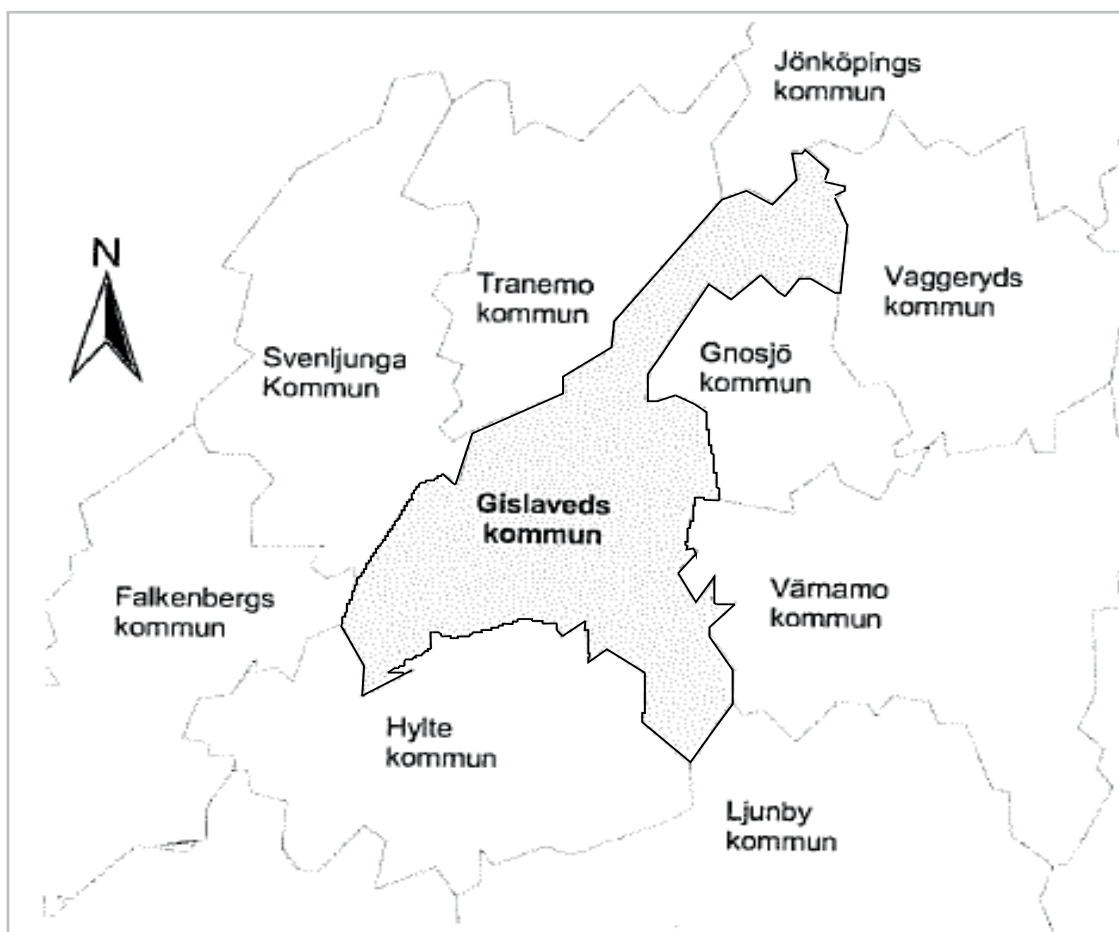 Jönköpings
kommun
N
Tranemo
kommun
Vaggeryds
kommun
Svenljunga
Kommun
Gnosjö
kommun
Gislaveds
kommun
Falkenbergs
kommun
Värnamo
kommun
Hylte
kommun
Ljunby
kommun